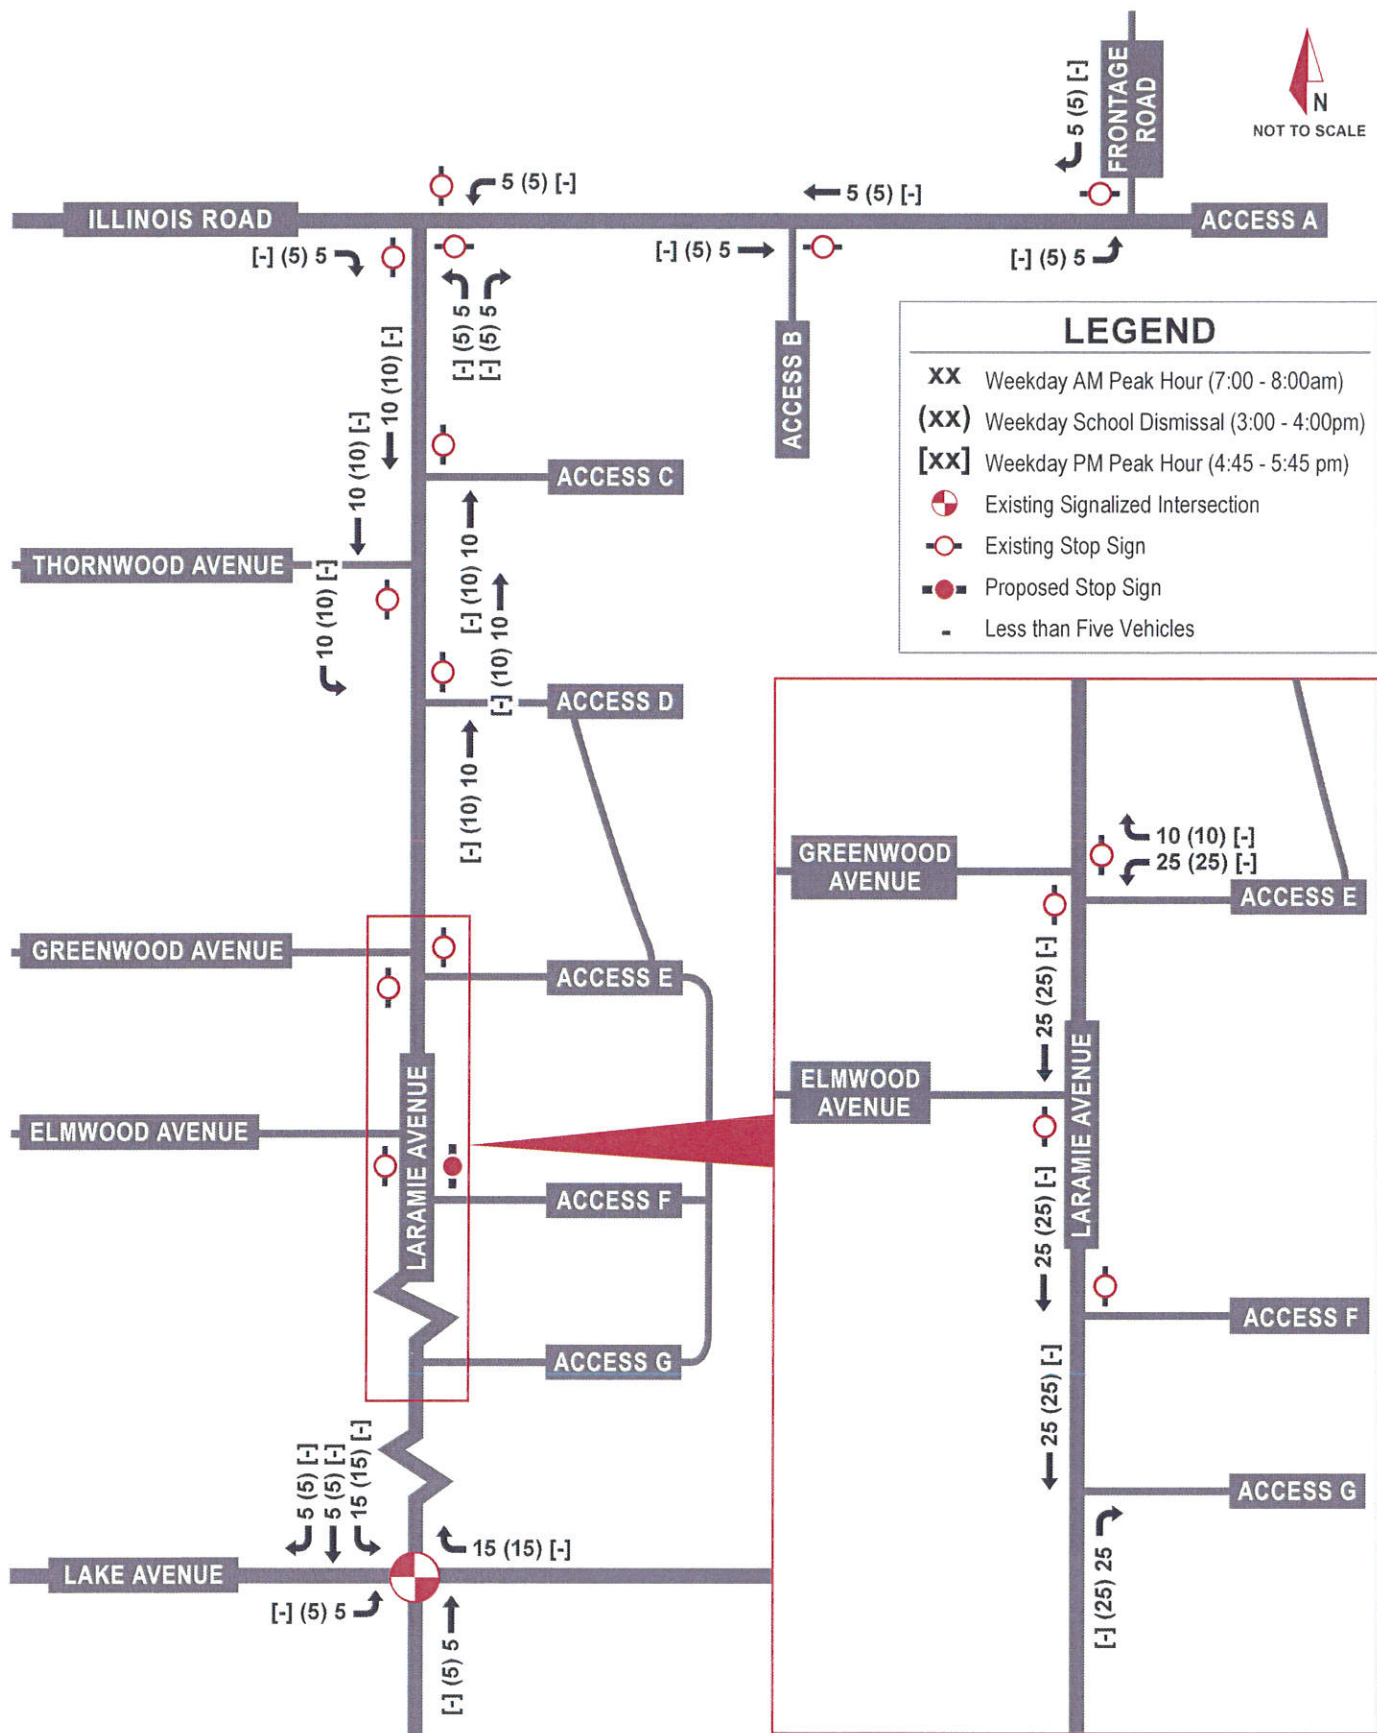 FRONTAGE
ROAD
N
NOT TO SCALE
5 (5) [-]
5 (5) [-]
5 (5) [-]
ILLINOIS ROAD
ACCESS A
[-] (5) 5
[-] (5) 5
[-] (5) 5
[-] (5) 5
[-] (5) 5
ACCESS B
LEGEND
XX Weekday AM Peak Hour (7:00 - 8:00am)
(XX) Weekday School Dismissal (3:00 - 4:00pm)
[XX] Weekday PM Peak Hour (4:45 - 5:45 pm)
Existing Signalized Intersection
Existing Stop Sign
Proposed Stop Sign
- Less than Five Vehicles
10 (10) [-]
10 (10) [-]
ACCESS C
THORNWOOD AVENUE
10 (10) [-]
[-] (10) 10
[-] (10) 10
ACCESS D
[-] (10) 10
GREENWOOD AVENUE
ACCESS E
LARAMIE AVENUE
ELMWOOD AVENUE
ACCESS F
ACCESS G
5 (5) [-]
5 (5) [-]
15 (15) [-]
15 (15) [-]
LAKE AVENUE
[-] (5) 5
[-] (5) 5
10 (10) [-]
25 (25) [-]
GREENWOOD
AVENUE
ACCESS E
25 (25) [-]
ELMWOOD
AVENUE
LARAMIE AVENUE
25 (25) [-]
ACCESS F
25 (25) [-]
ACCESS G
[-] (25) 25